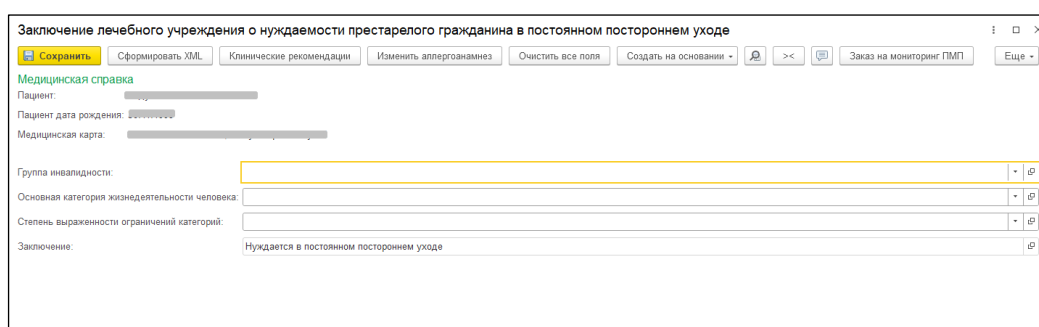 Заключение лечебного учреждения о нуждаемости престарелого гражданина в постоянном постороннем уходе
Сохранить Сформировать XML Клинические рекомендации Изменить аллергоанамнез Очистить все поля Создать на основании >< Заказ на мониторинг ПМП Еще
Медицинская справка
Пациент:
Пациент дата рождения:
Медицинская карта:
Группа инвалидности:
Основная категория жизнедеятельности человека:
Степень выраженности ограничений категорий:
Заключение: Нуждается в постоянном постороннем уходе